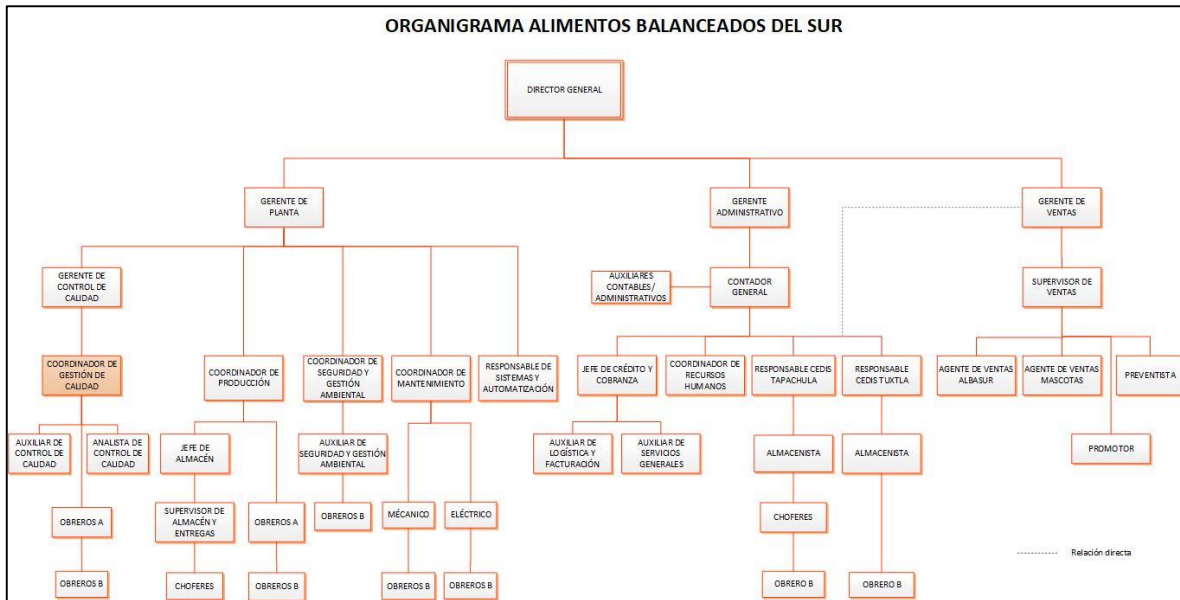 ORGANIGRAMA ALIMENTOS BALANCEADOS DEL SUR
DIRECTOR GENERAL
GERENTE DE
PLANTA
GERENTE
ADMINISTRATIVO
GERENTE DE
VENTAS
GERENTE DE
CONTROL DE
CALIDAD
AUXILIARES
CONTABLES/
ADMINISTRATIVOS
CONTADOR
GENERAL
SUPERVISOR DE
VENTAS
COORDINADOR DE
GESTIÓN DE
CALIDAD
COORDINADOR DE
PRODUCCIÓN
COORDINADOR DE
SEGURIDAD Y
GESTIÓN
AMBIENTAL
COORDINADOR DE
MANTENIMIENTO
RESPONSABLE DE
SISTEMAS Y
AUTOMATIZACIÓN
JEFE DE CRÉDITO Y
COBRANZA
COORDINADOR DE
RECURSOS
HUMANOS
RESPONSABLE CEDIS
TAPACHULA
RESPONSABLE
CEDIS TUXTLA
AGENTE DE VENTAS
ALBASUR
AGENTE DE VENTAS
MASCOTAS
PREVENTISTA
AUXILIAR DE
CONTROL DE
CALIDAD
ANALISTA DE
CONTROL DE
CALIDAD
JEFE DE
ALMACÉN
AUXILIAR DE
SEGURIDAD Y GESTIÓN
AMBIENTAL
AUXILIAR DE
LOGÍSTICA Y
FACTURACIÓN
AUXILIAR DE
SERVICIOS
GENERALES
ALMACENISTA
ALMACENISTA
PROMOTOR
OBREROS A
SUPERVISOR DE
ALMACÉN Y
ENTREGAS
OBREROS A
OBREROS B
MÉCANICO
ELÉCTRICO
CHOFERES
OBREROS B
CHOFERES
OBREROS B
OBREROS B
OBREROS B
OBRERO B
OBRERO B
Relación directa